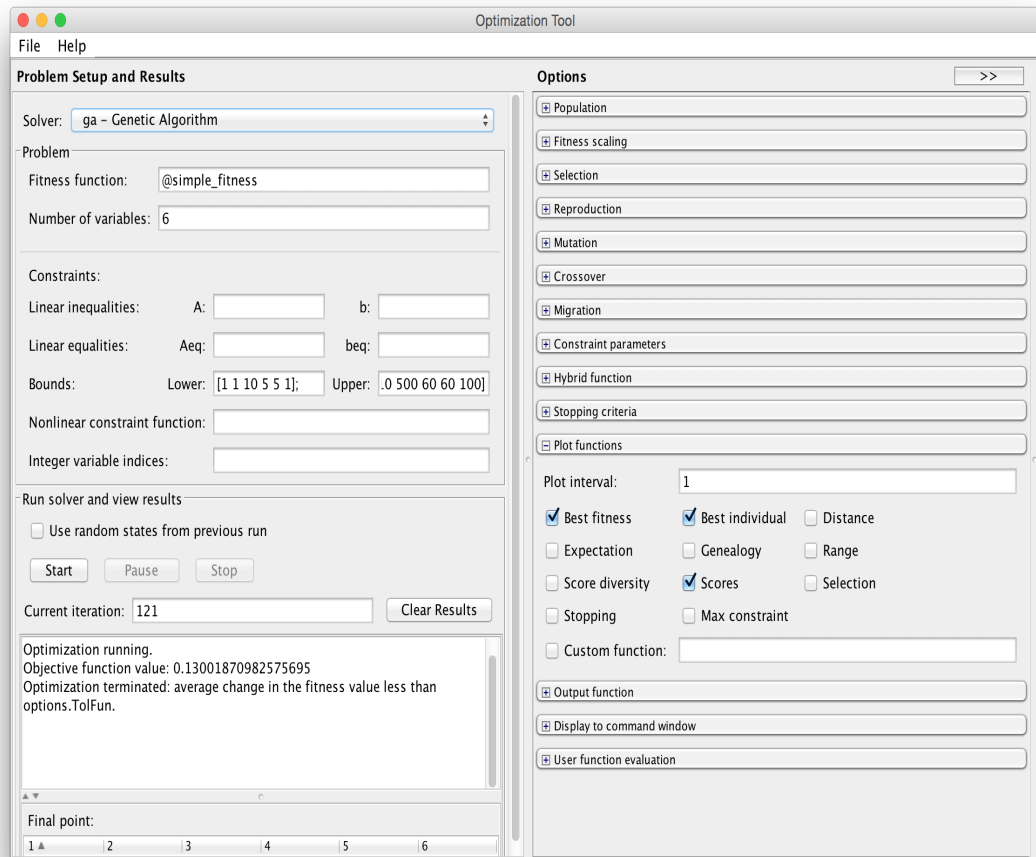 Optimization Tool
File Help
Problem Setup and Results
Solver: ga – Genetic Algorithm
Problem
Fitness function: @simple_fitness
Number of variables: 6
Constraints:
Linear inequalities: A: b:
Linear equalities: Aeq: beq:
Bounds: Lower: [1 1 10 5 5 1]; Upper: .0 500 60 60 100]
Nonlinear constraint function:
Integer variable indices:
Run solver and view results
Use random states from previous run
Start Pause Stop
Current iteration: 121 Clear Results
Optimization running.
Objective function value: 0.13001870982575695
Optimization terminated: average change in the fitness value less than
options.TolFun.
Final point:
1 2 3 4 5 6
Options >>
Population
Fitness scaling
Selection
Reproduction
Mutation
Crossover
Migration
Constraint parameters
Hybrid function
Stopping criteria
Plot functions
Plot interval: 1
Best fitness Best individual Distance
Expectation Genealogy Range
Score diversity Scores Selection
Stopping Max constraint
Custom function:
Output function
Display to command window
User function evaluation